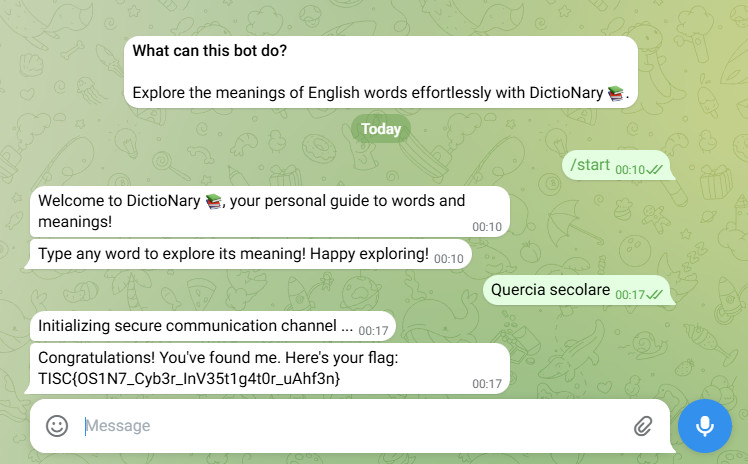 What can this bot do?
Explore the meanings of English words effortlessly with DictioNary 📚.
Today
/start 00:10
Welcome to DictioNary 📚, your personal guide to words and
meanings!
00:10
Type any word to explore its meaning! Happy exploring! 00:10
Quercia secolare 00:17
Initializing secure communication channel ... 00:17
Congratulations! You've found me. Here's your flag:
TISC{OS1N7_Cyb3r_InV35t1g4t0r_uAhf3n}
00:17
Message